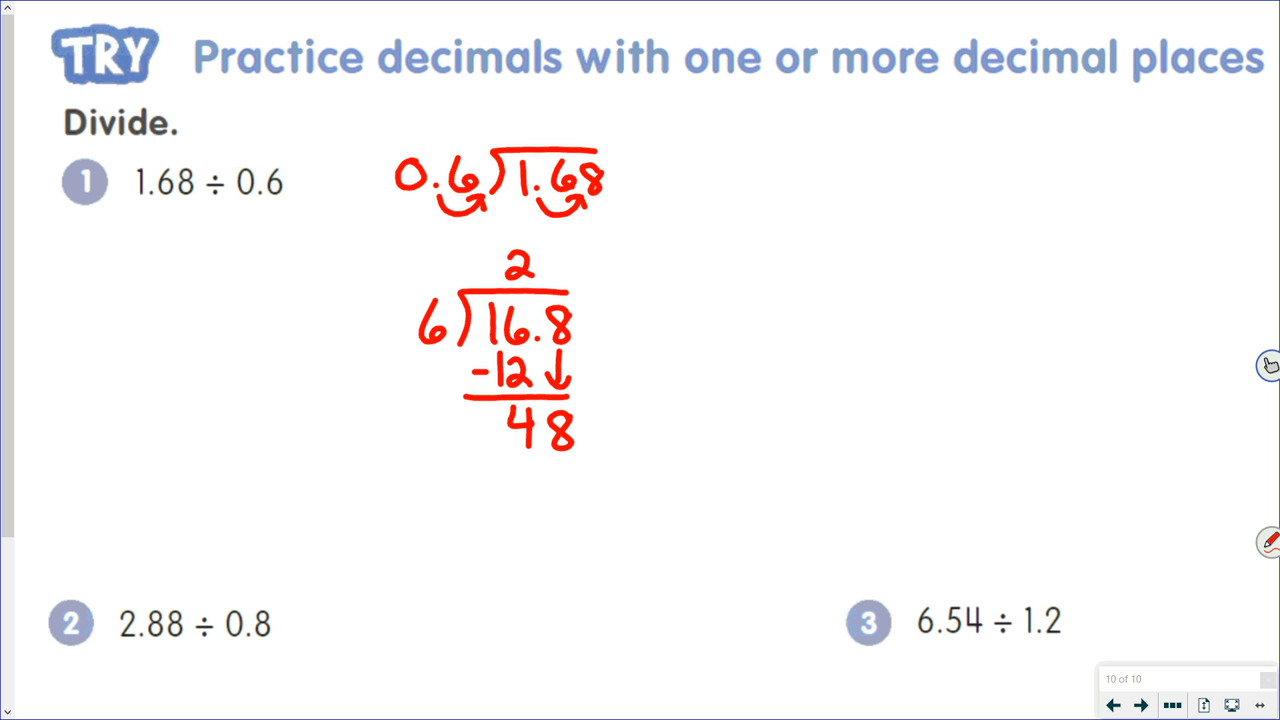 TRY Practice decimals with one or more decimal places
Divide.
1 1.68 ÷ 0.6
0.6)1.68
2
6)16.8
-12↓
48
2 2.88 ÷ 0.8
3 6.54 ÷ 1.2
10 of 10